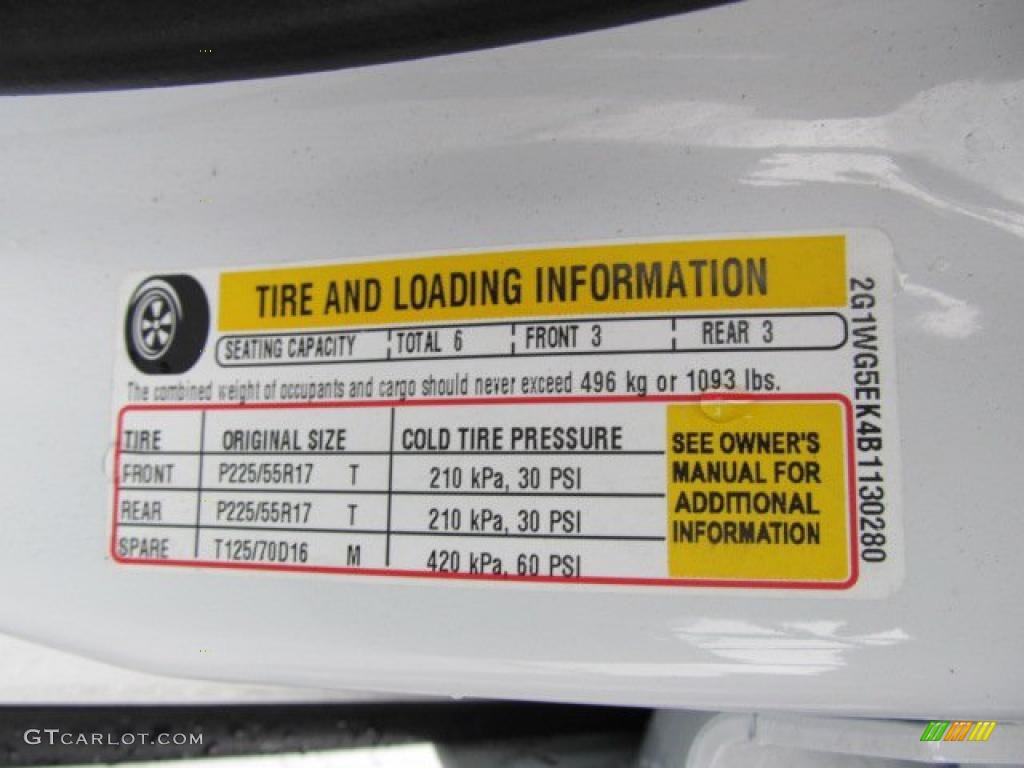 TIRE AND LOADING INFORMATION
SEATING CAPACITY TOTAL 6 FRONT 3 REAR 3
The combined weight of occupants and cargo should never exceed 496 kg or 1093 lbs.
TIRE ORIGINAL SIZE COLD TIRE PRESSURE
FRONT P225/55R17 T 210 kPa, 30 PSI
REAR P225/55R17 T 210 kPa, 30 PSI
SPARE T125/70D16 M 420 kPa, 60 PSI
SEE OWNER'S
MANUAL FOR
ADDITIONAL
INFORMATION
2G1WG5EK4B1130280
GTCARLOT.COM